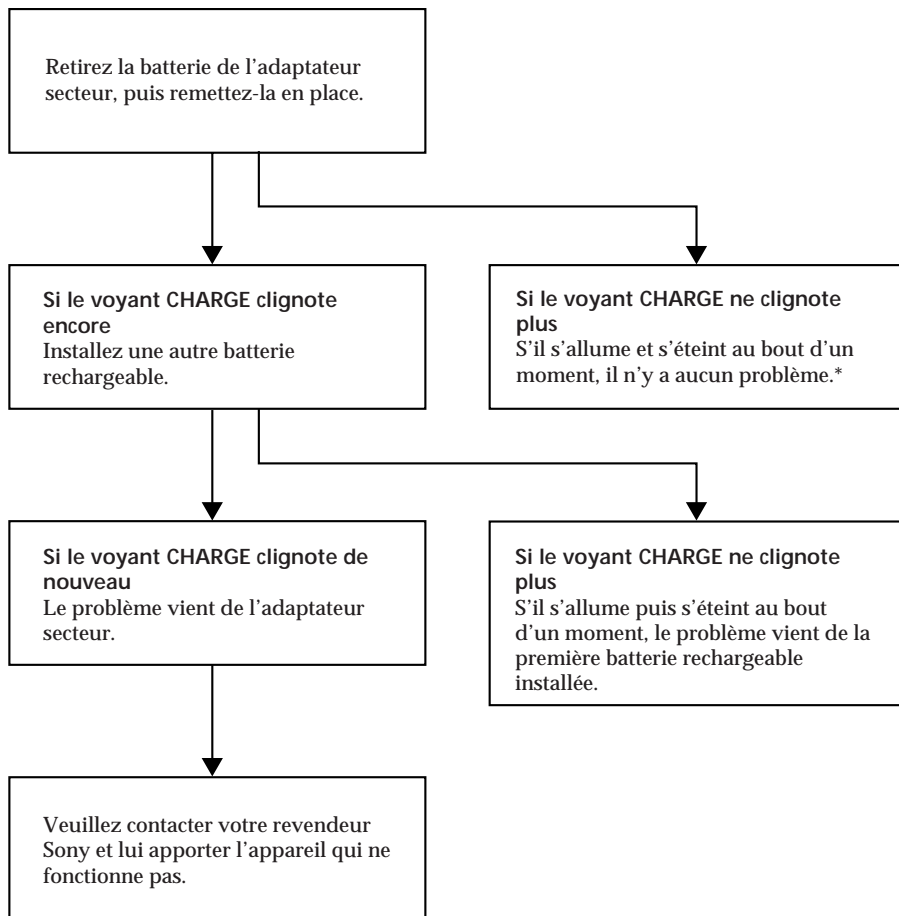 Retirez la batterie de l’adaptateur
secteur, puis remettez-la en place.
Si le voyant CHARGE clignote
encore
Installez une autre batterie
rechargeable.
Si le voyant CHARGE ne clignote
plus
S’il s’allume et s’éteint au bout d’un
moment, il n’y a aucun problème.*
Si le voyant CHARGE clignote de
nouveau
Le problème vient de l’adaptateur
secteur.
Si le voyant CHARGE ne clignote
plus
S’il s’allume puis s’éteint au bout
d’un moment, le problème vient de la
première batterie rechargeable
installée.
Veuillez contacter votre revendeur
Sony et lui apporter l’appareil qui ne
fonctionne pas.